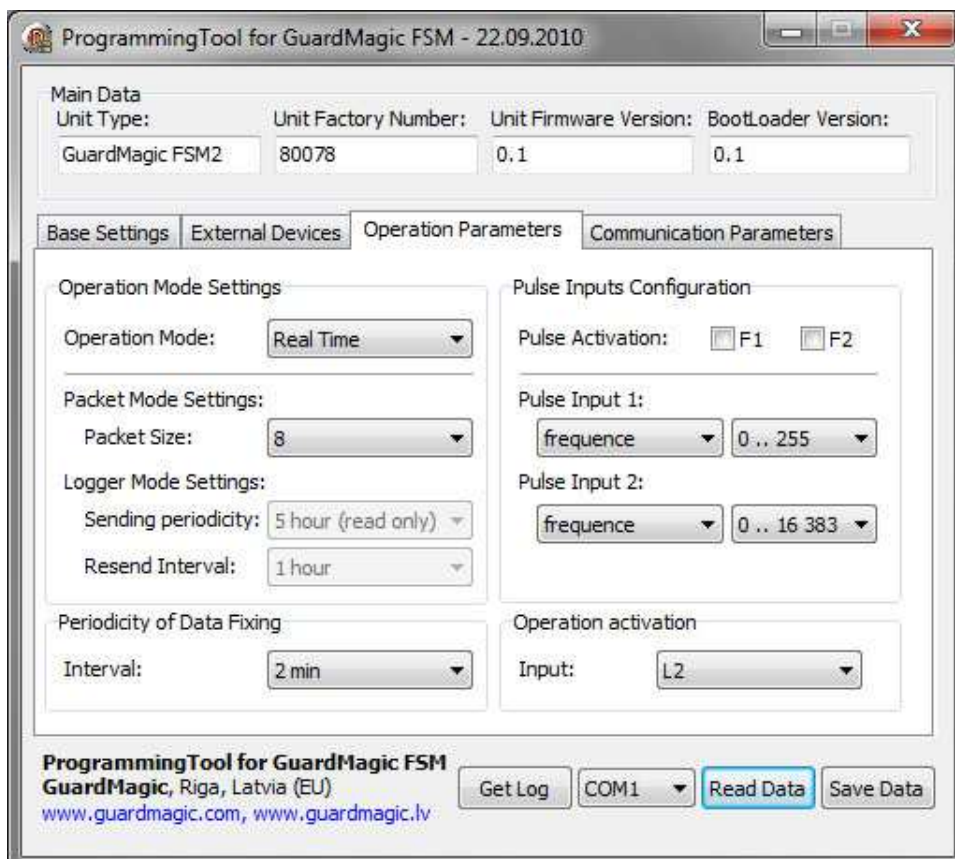 ProgrammingTool for GuardMagic FSM - 22.09.2010
Main Data
Unit Type: Unit Factory Number: Unit Firmware Version: BootLoader Version:
GuardMagic FSM2 80078 0.1 0.1
Base Settings External Devices Operation Parameters Communication Parameters
Operation Mode Settings
Operation Mode: Real Time
Packet Mode Settings:
Packet Size: 8
Logger Mode Settings:
Sending periodicity: 5 hour (read only)
Resend Interval: 1 hour
Periodicity of Data Fixing
Interval: 2 min
Pulse Inputs Configuration
Pulse Activation: F1 F2
Pulse Input 1:
frequence 0 .. 255
Pulse Input 2:
frequence 0 .. 16 383
Operation activation
Input: L2
ProgrammingTool for GuardMagic FSM
GuardMagic, Riga, Latvia (EU)
www.guardmagic.com, www.guardmagic.lv
Get Log COM1 Read Data Save Data